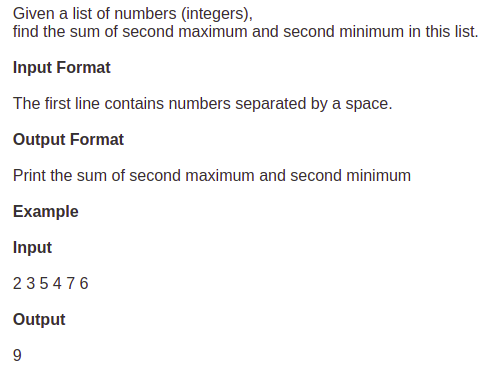 Given a list of numbers (integers),
find the sum of second maximum and second minimum in this list.
Input Format
The first line contains numbers separated by a space.
Output Format
Print the sum of second maximum and second minimum
Example
Input
2 3 5 4 7 6
Output
9